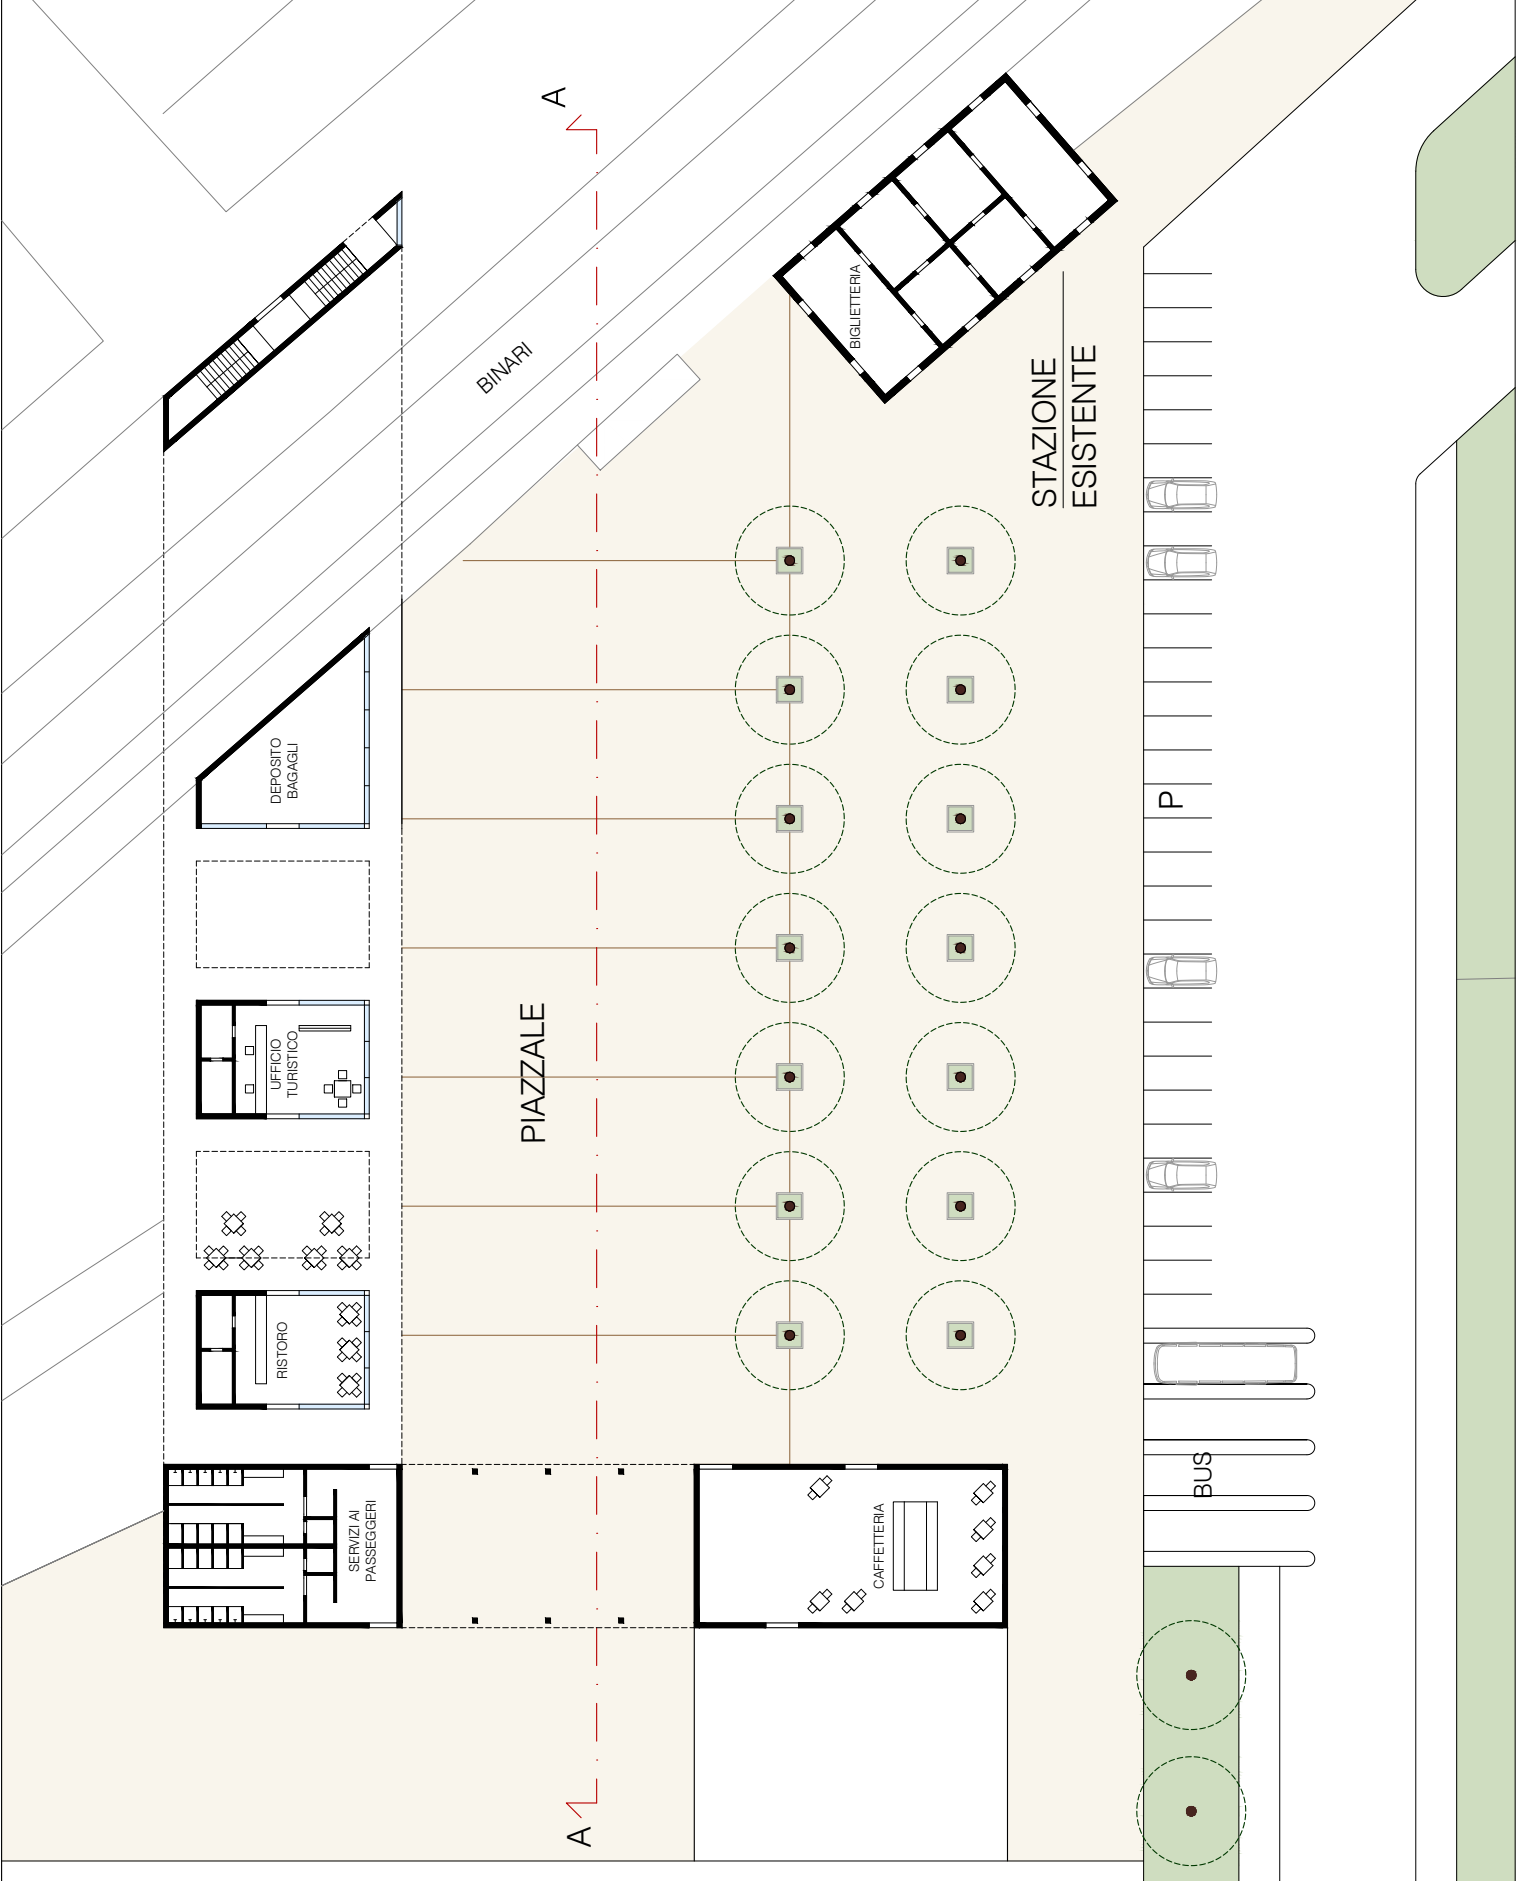 A
BINARI
BIGLIETTERIA
STAZIONE
ESISTENTE
DEPOSITO
BAGAGLI
P
UFFICIO
TURISTICO
PIAZZALE
RISTORO
SERVIZI AI
PASSEGGERI
CAFFETTERIA
BUS
A